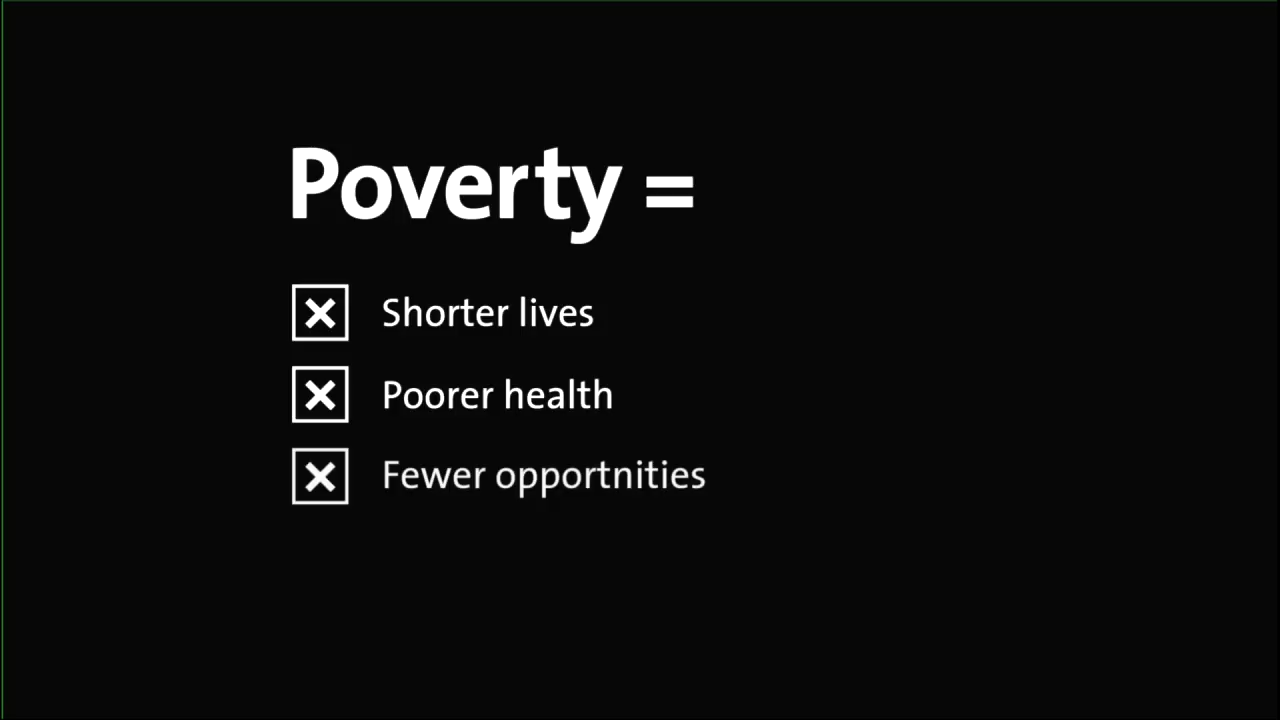 Poverty =
Shorter lives
Poorer health
Fewer opportnities